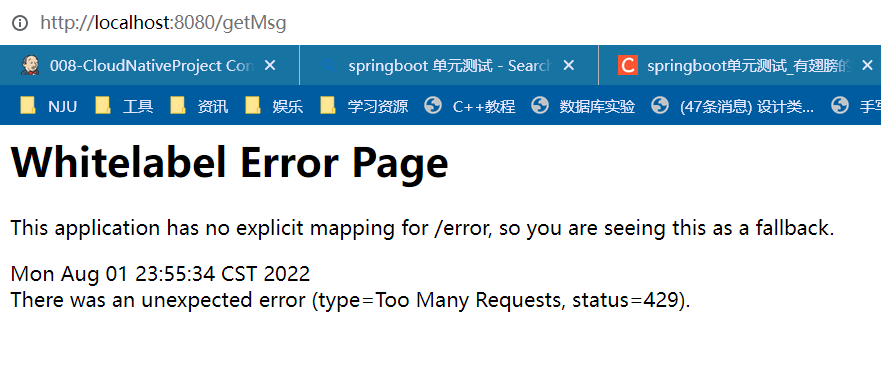 http://localhost:8080/getMsg
008-CloudNativeProject Con springboot 单元测试 - Search springboot单元测试_有翅膀的
NJU 工具 资讯 娱乐 学习资源 C++教程 数据库实验 (47条消息) 设计类... 手写
Whitelabel Error Page
This application has no explicit mapping for /error, so you are seeing this as a fallback.
Mon Aug 01 23:55:34 CST 2022
There was an unexpected error (type=Too Many Requests, status=429).